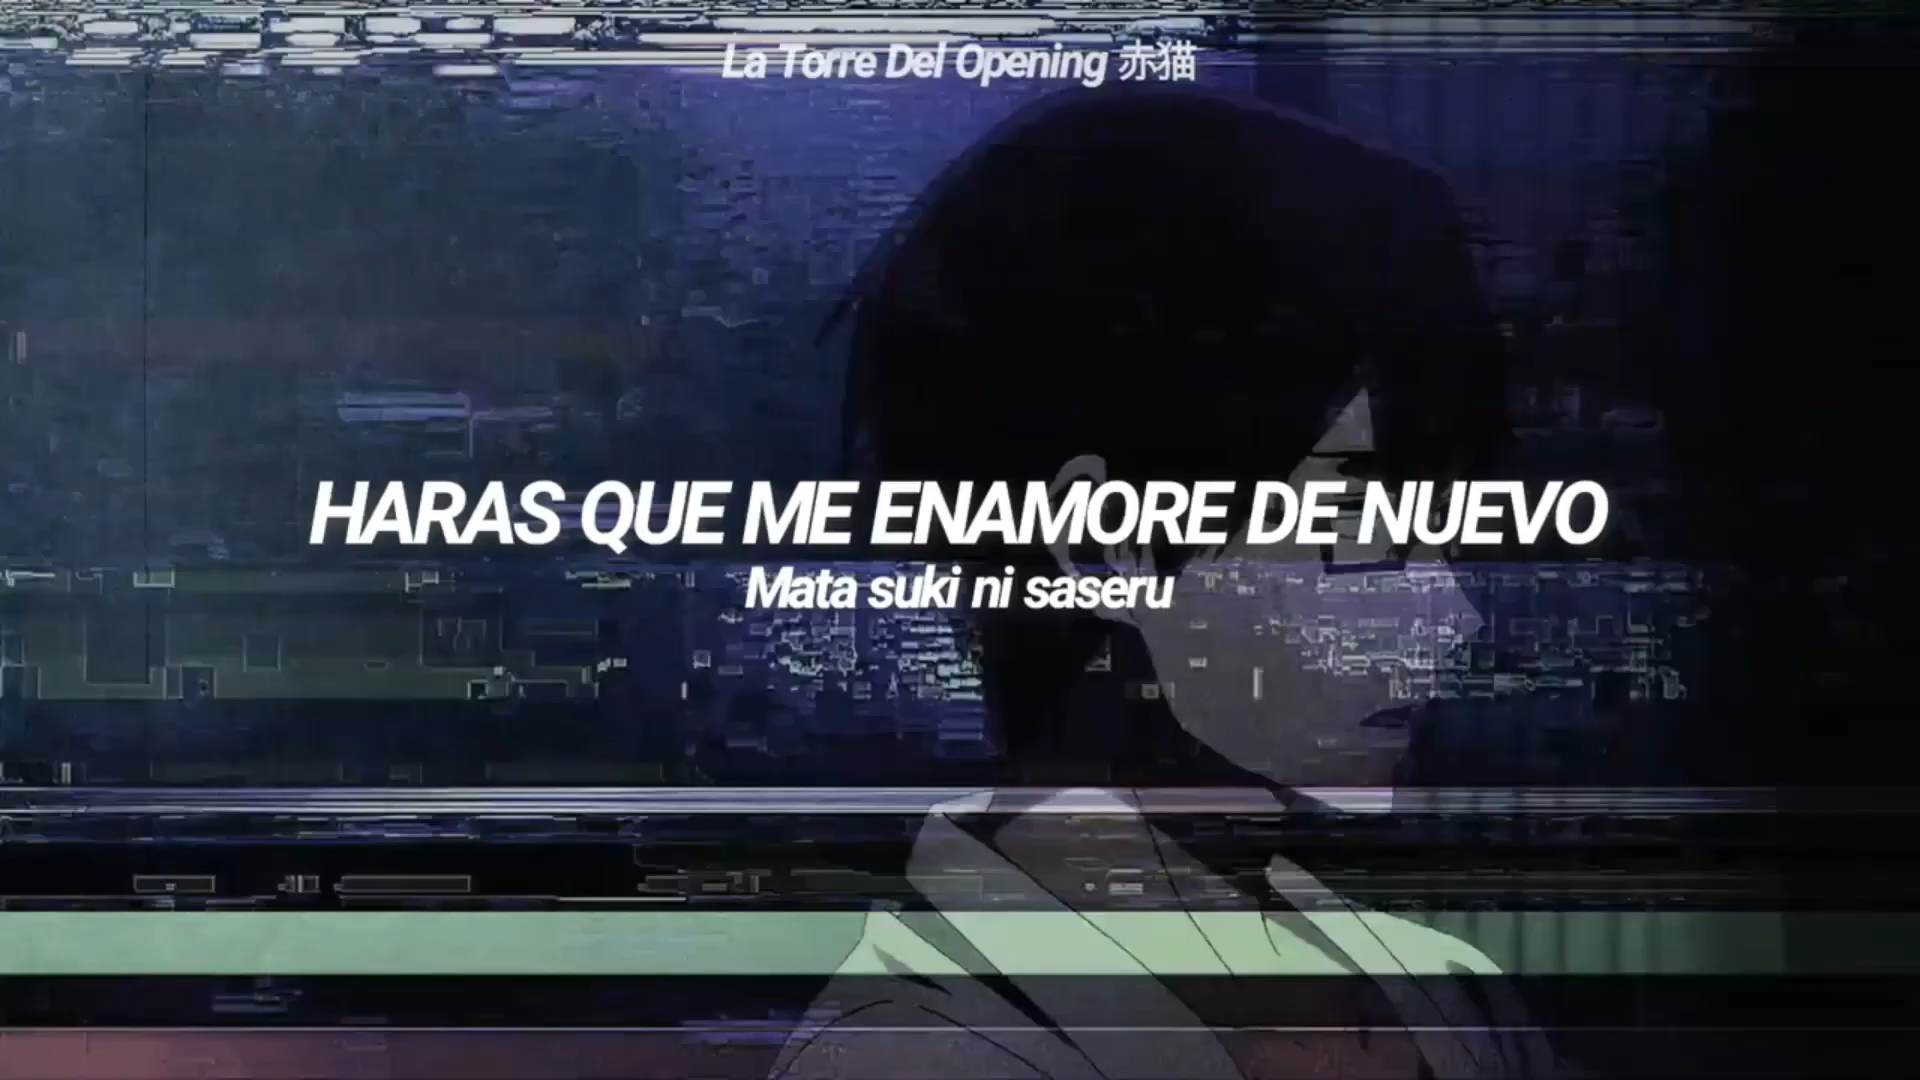 La Torre Del Opening 赤猫
HARAS QUE ME ENAMORE DE NUEVO
Mata suki ni saseru